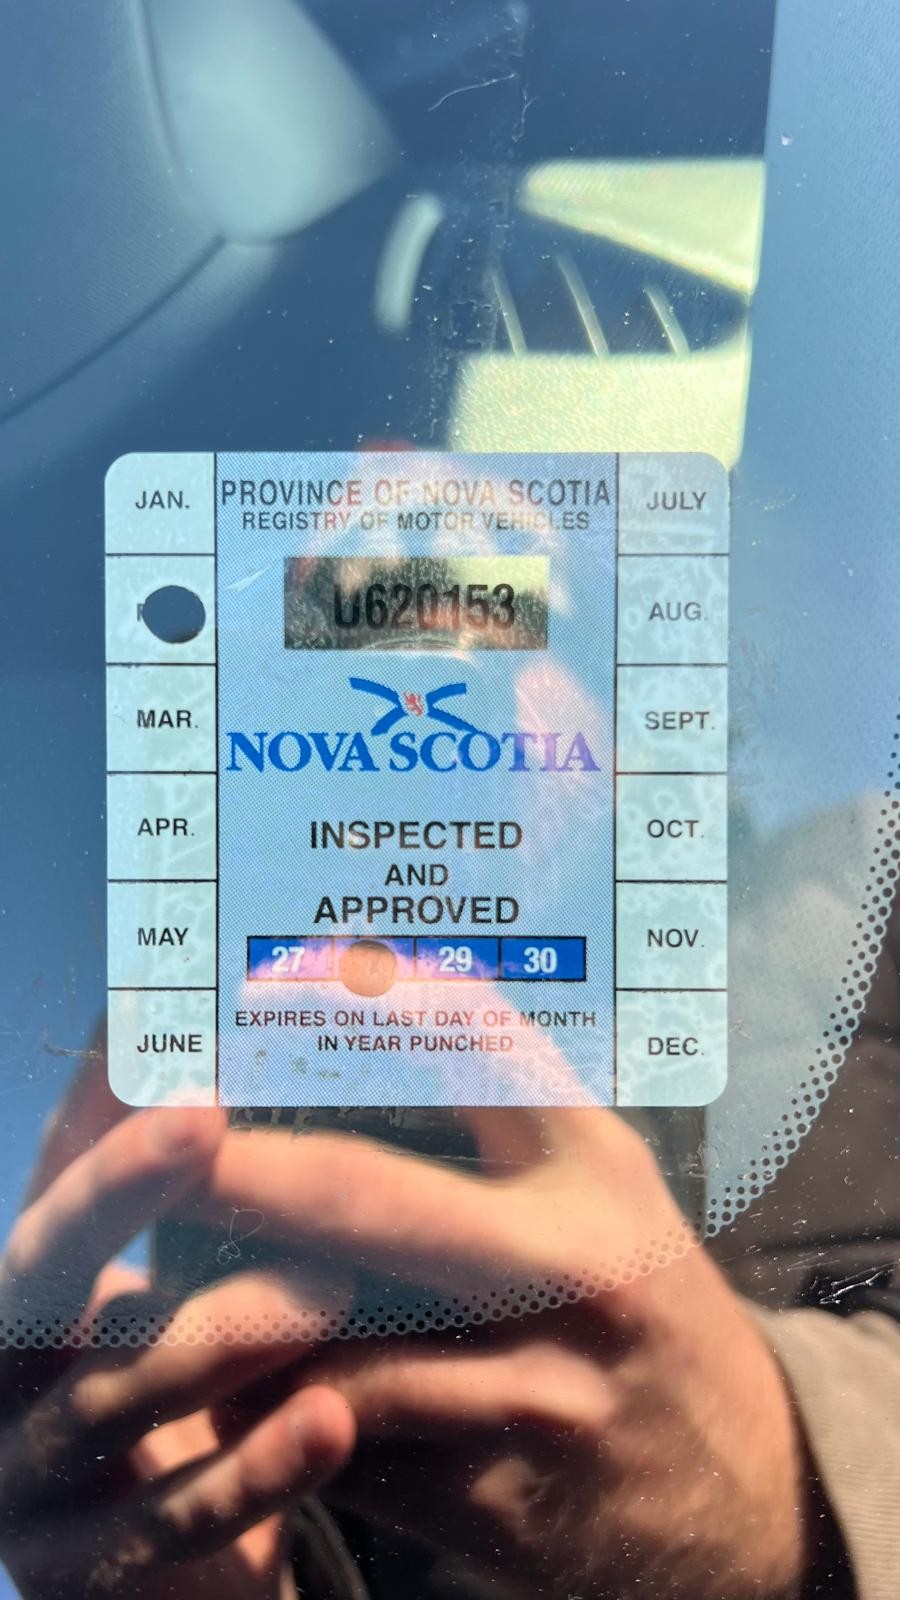 JAN.
MAR.
APR.
MAY
JUNE
PROVINCE OF NOVA SCOTIA
REGISTRY OF MOTOR VEHICLES
U620153
NOVA SCOTIA
INSPECTED
AND
APPROVED
27 29 30
EXPIRES ON LAST DAY OF MONTH
IN YEAR PUNCHED
JULY
AUG.
SEPT.
OCT.
NOV.
DEC.